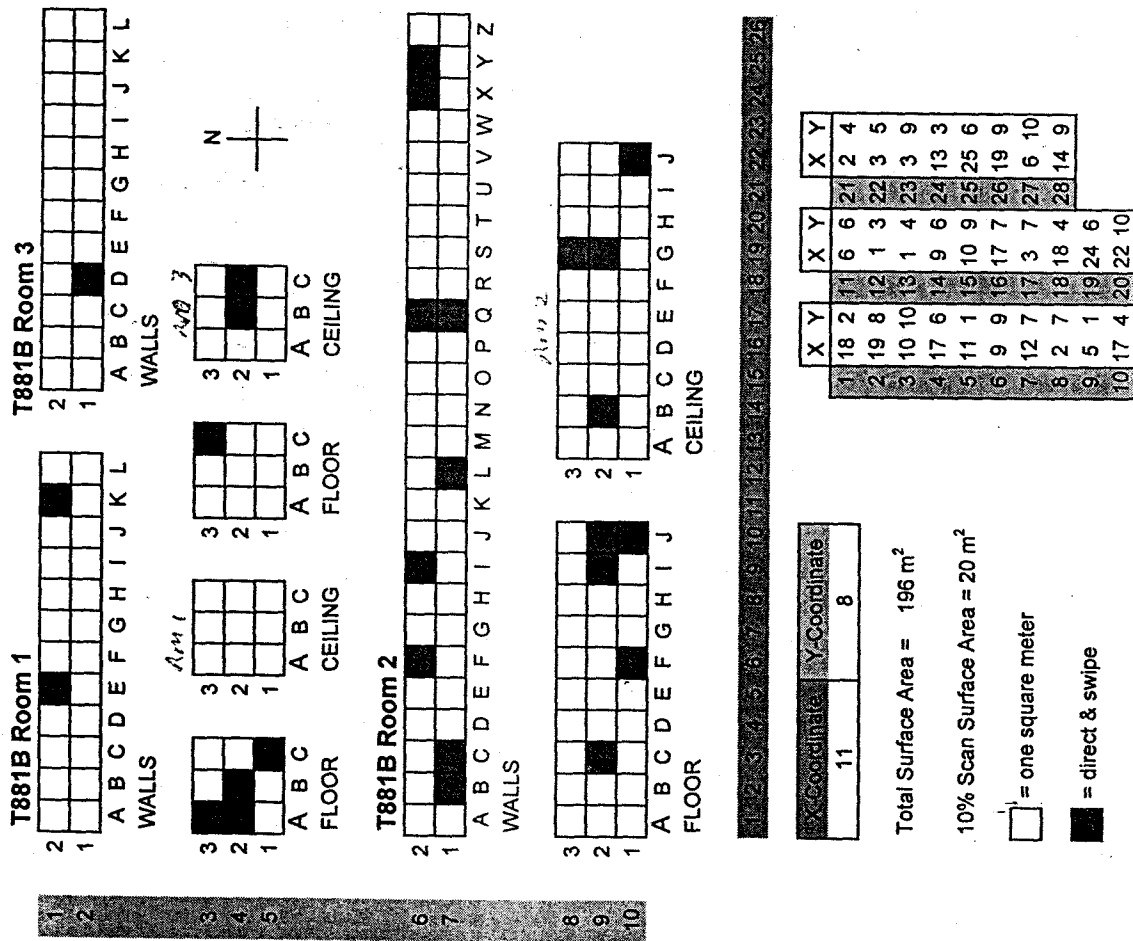 T881B Room 1 T881B Room 3
1 2 2
2 1 1
A B C D E F G H I J K L A B C D E F G H I J K L
WALLS WALLS
Rm 1 Rm 3 N
3 3 3 3 3
4 2 2 2 2
5 1 1 1 1
A B C A B C A B C A B C
FLOOR CEILING FLOOR CEILING
T881B Room 2
6 2
7 1
A B C D E F G H I J K L M N O P Q R S T U V W X Y Z
WALLS
Rm 2
8 3 3
9 2 2
10 1 1
A B C D E F G H I J A B C D E F G H I J
FLOOR CEILING
1 2 3 4 5 6 7 8 9 10 11 12 13 14 15 16 17 18 19 20 21 22 23 24 25 26
X-Coordinate Y-Coordinate X Y X Y X Y
11 8 1 18 2 11 6 6 21 2 4
2 19 8 12 1 3 22 3 5
3 10 10 13 1 4 23 3 9
Total Surface Area = 196 m² 4 17 6 14 9 6 24 13 3
5 11 1 15 10 9 25 25 6
10% Scan Surface Area = 20 m² 6 9 9 16 17 7 26 19 9
7 12 7 17 3 7 27 6 10
= one square meter 8 2 7 18 18 4 28 14 9
9 5 1 19 24 6
= direct & swipe 10 17 4 20 22 10